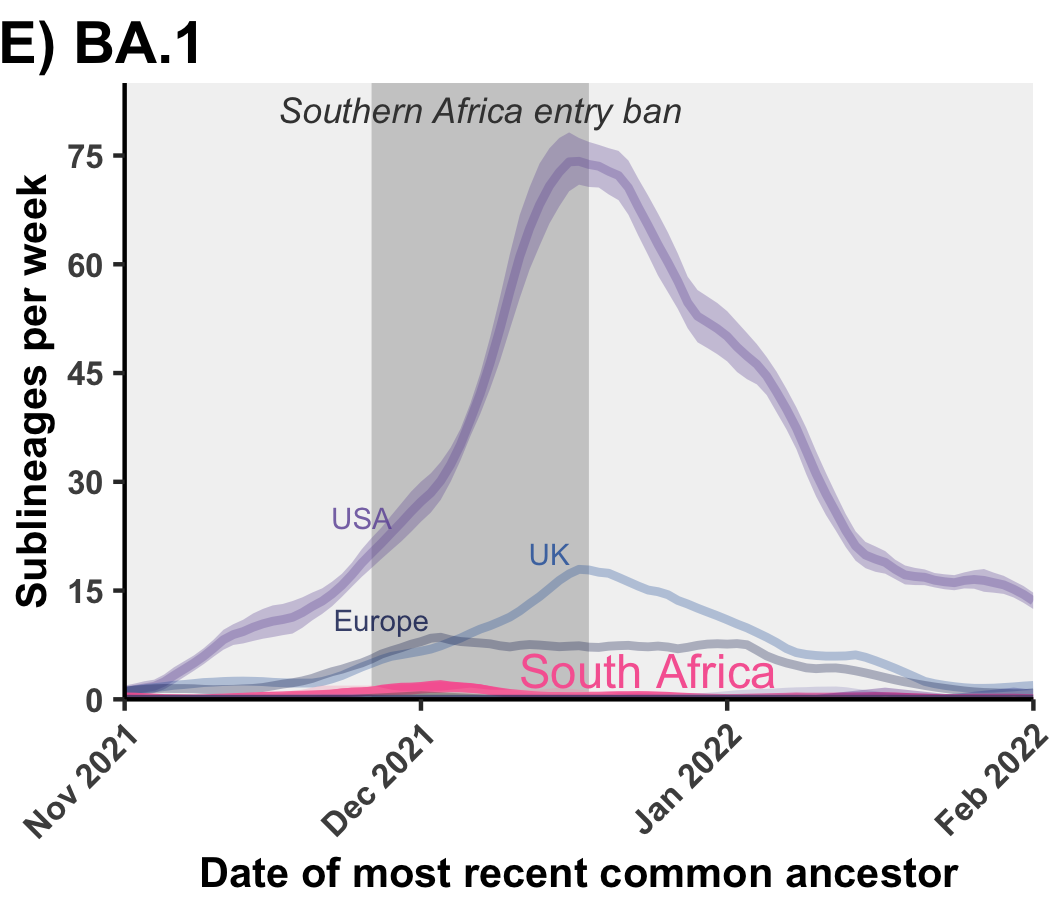 E) BA.1
Southern Africa entry ban
75
60
45
30
15
0
Sublineages per week
USA
UK
Europe
South Africa
Nov 2021
Dec 2021
Jan 2022
Feb 2022
Date of most recent common ancestor